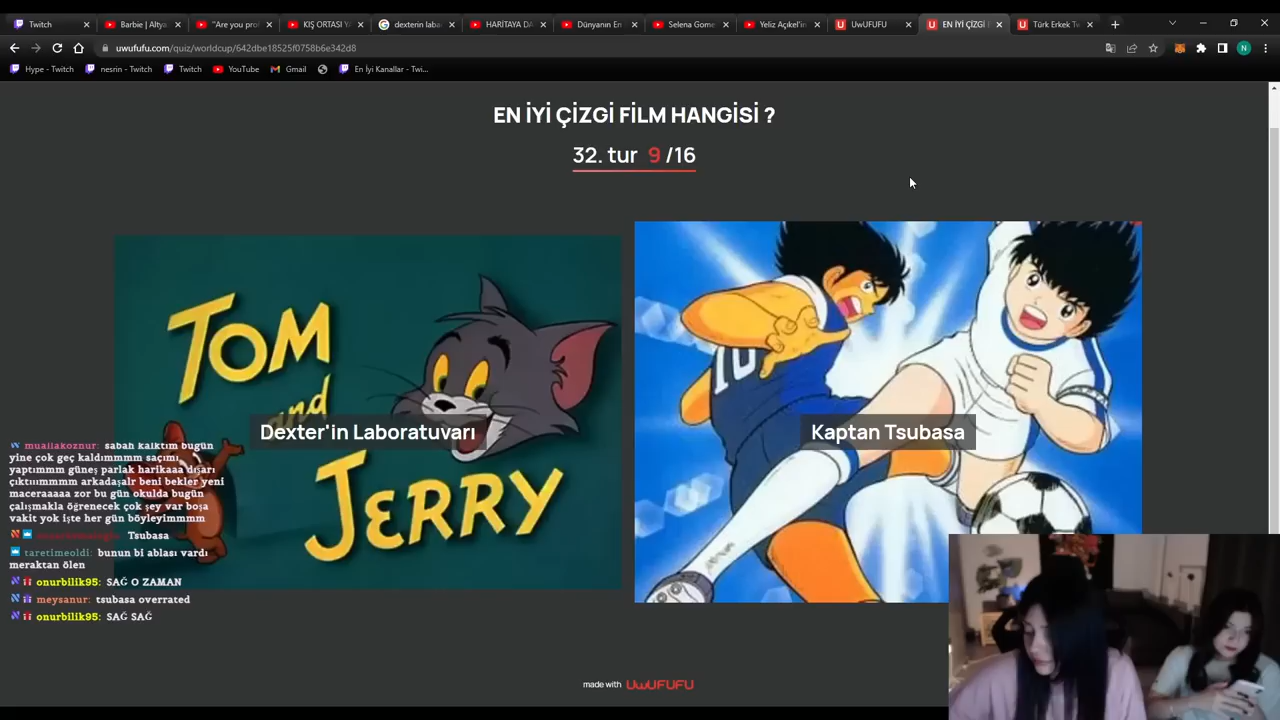 Twitch
Barbie | Altya
"Are you pro
KIŞ ORTASI Y
dexterin labo
HARİTAYA DA
Dünyanın En
Selena Gome
Yeliz Açıkel'in
UwUFUFU
EN İYİ ÇİZGİ F
Türk Erkek Tw
uwufufu.com/quiz/worldcup/642dbe18525f0758b6e342d8
N
Hype - Twitch
nesrin - Twitch
Twitch
YouTube
Gmail
En İyi Kanallar - Twi...
EN İYİ ÇİZGİ FİLM HANGİSİ ?
32. tur 9 /16
TOM
and
JERRY
Dexter'in Laboratuvarı
10
Kaptan Tsubasa
muallakoznur: sabah kalktım bugün
yine çok geç kaldımmmm saçımı
yaptımmm güneş parlak harikaaa dışarı
çıktıımmmm arkadaşalr beni bekler yeni
maceraaaaa zor bu gün okulda bugün
çalışmakla öğrenecek çok şey var boşa
vakit yok işte her gün böyleyimmmm
Tsubasa
taretimeoldi: bunun bi ablası vardı
meraktan ölen
onurbilik95: SAĞ O ZAMAN
meysanur: tsubasa overrated
onurbilik95: SAĞ SAĞ
made with UwUFUFU